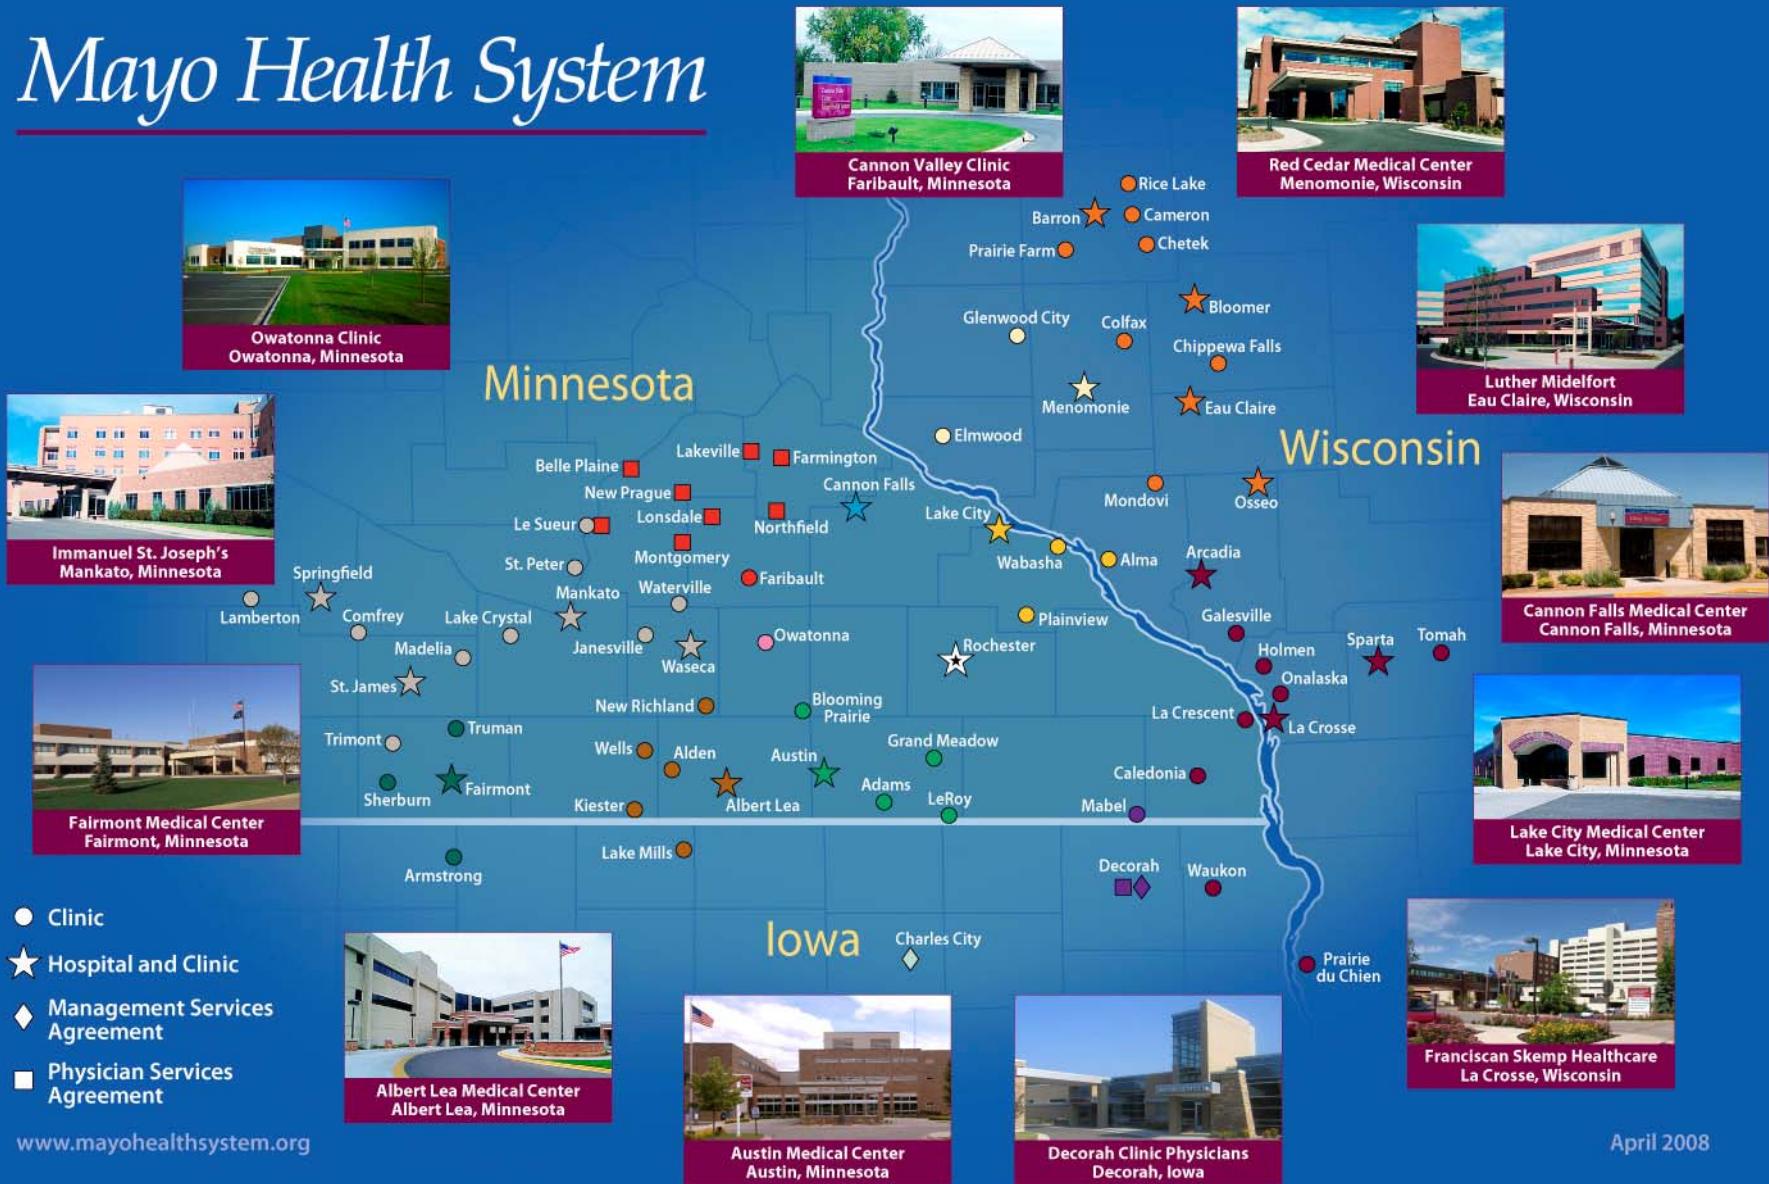 Mayo Health System
Cannon Valley Clinic
Faribault, Minnesota
Red Cedar Medical Center
Menomonie, Wisconsin
Owatonna Clinic
Owatonna, Minnesota
Luther Midelfort
Eau Claire, Wisconsin
Immanuel St. Joseph's
Mankato, Minnesota
Cannon Falls Medical Center
Cannon Falls, Minnesota
Fairmont Medical Center
Fairmont, Minnesota
Lake City Medical Center
Lake City, Minnesota
Albert Lea Medical Center
Albert Lea, Minnesota
Austin Medical Center
Austin, Minnesota
Decorah Clinic Physicians
Decorah, Iowa
Franciscan Skemp Healthcare
La Crosse, Wisconsin
Minnesota
Wisconsin
Iowa
Rice Lake
Barron
Cameron
Prairie Farm
Chetek
Bloomer
Glenwood City
Colfax
Chippewa Falls
Menomonie
Eau Claire
Elmwood
Mondovi
Osseo
Lakeville
Farmington
Belle Plaine
New Prague
Cannon Falls
Le Sueur
Lonsdale
Northfield
Lake City
Montgomery
St. Peter
Wabasha
Alma
Arcadia
Springfield
Faribault
Mankato
Waterville
Lamberton
Comfrey
Lake Crystal
Plainview
Galesville
Madelia
Janesville
Owatonna
Rochester
Sparta
Tomah
Waseca
Holmen
St. James
Onalaska
New Richland
Blooming
Prairie
La Crescent
La Crosse
Truman
Trimont
Wells
Alden
Austin
Grand Meadow
Caledonia
Sherburn
Fairmont
Kiester
Albert Lea
Adams
LeRoy
Mabel
Lake Mills
Armstrong
Decorah
Waukon
Charles City
Prairie
du Chien
Clinic
Hospital and Clinic
Management Services
Agreement
Physician Services
Agreement
www.mayohealthsystem.org
April 2008